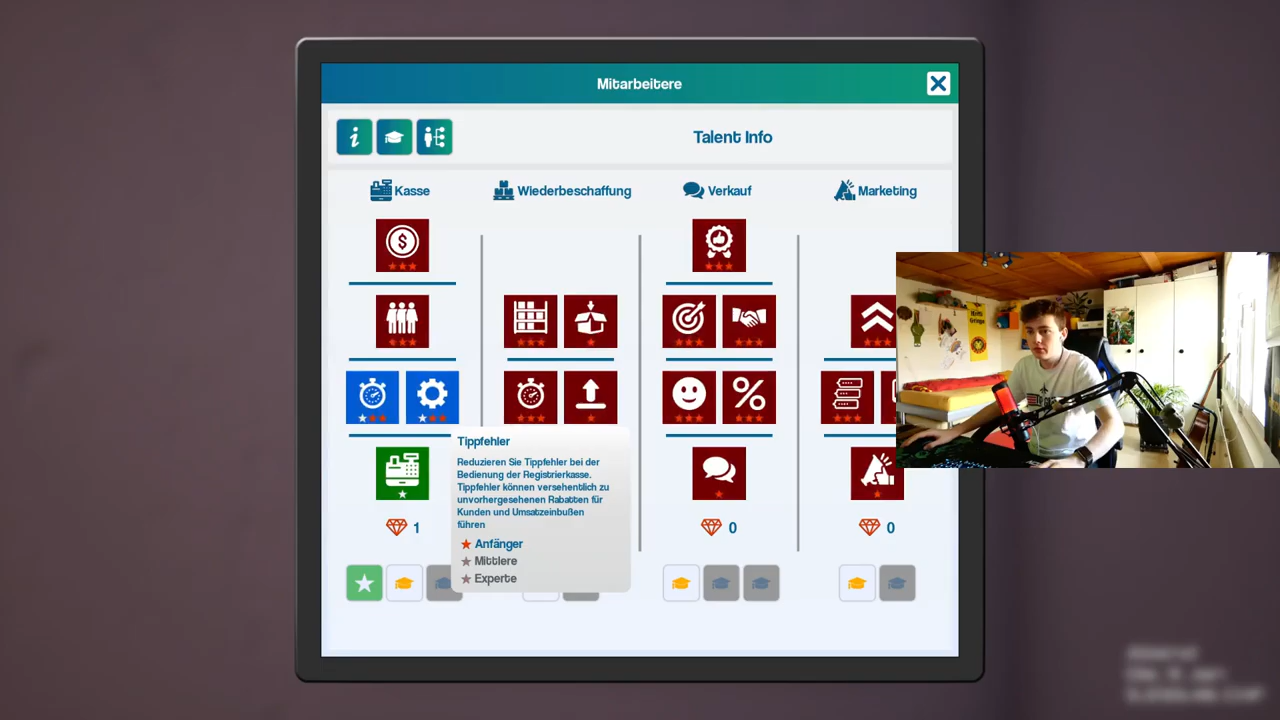 Mitarbeitere
Talent Info
Kasse
Wiederbeschaffung
Verkauf
Marketing
Tippfehler
Reduzieren Sie Tippfehler bei der
Bedienung der Registrierkasse.
Tippfehler können versehentlich zu
unvorhergesehenen Rabatten für
Kunden und Umsatzeinbußen
führen
Anfänger
Mittlere
Experte
1
0
0